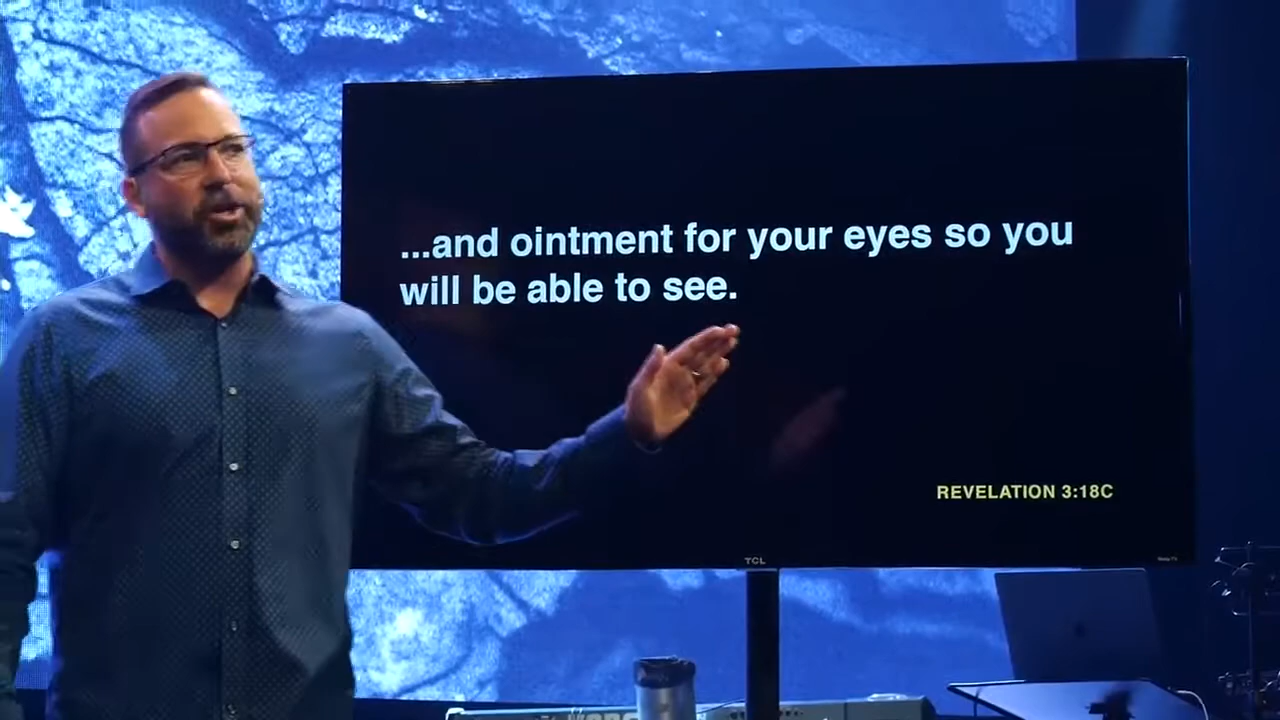 ...and ointment for your eyes so you
will be able to see.
REVELATION 3:18C
TCL